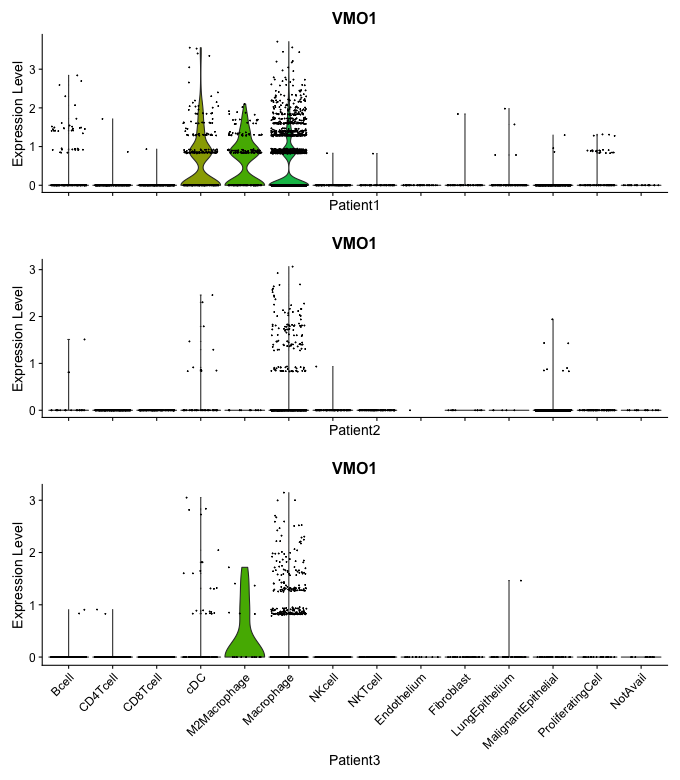 VMO1
Expression Level
3
2
1
0
Patient1
VMO1
Expression Level
3
2
1
0
Patient2
VMO1
Expression Level
3
2
1
0
Bcell
CD4Tcell
CD8Tcell
cDC
M2Macrophage
Macrophage
NKcell
NKTcell
Endothelium
Fibroblast
LungEpithelium
MalignantEpithelial
ProliferatingCell
NotAvail
Patient3